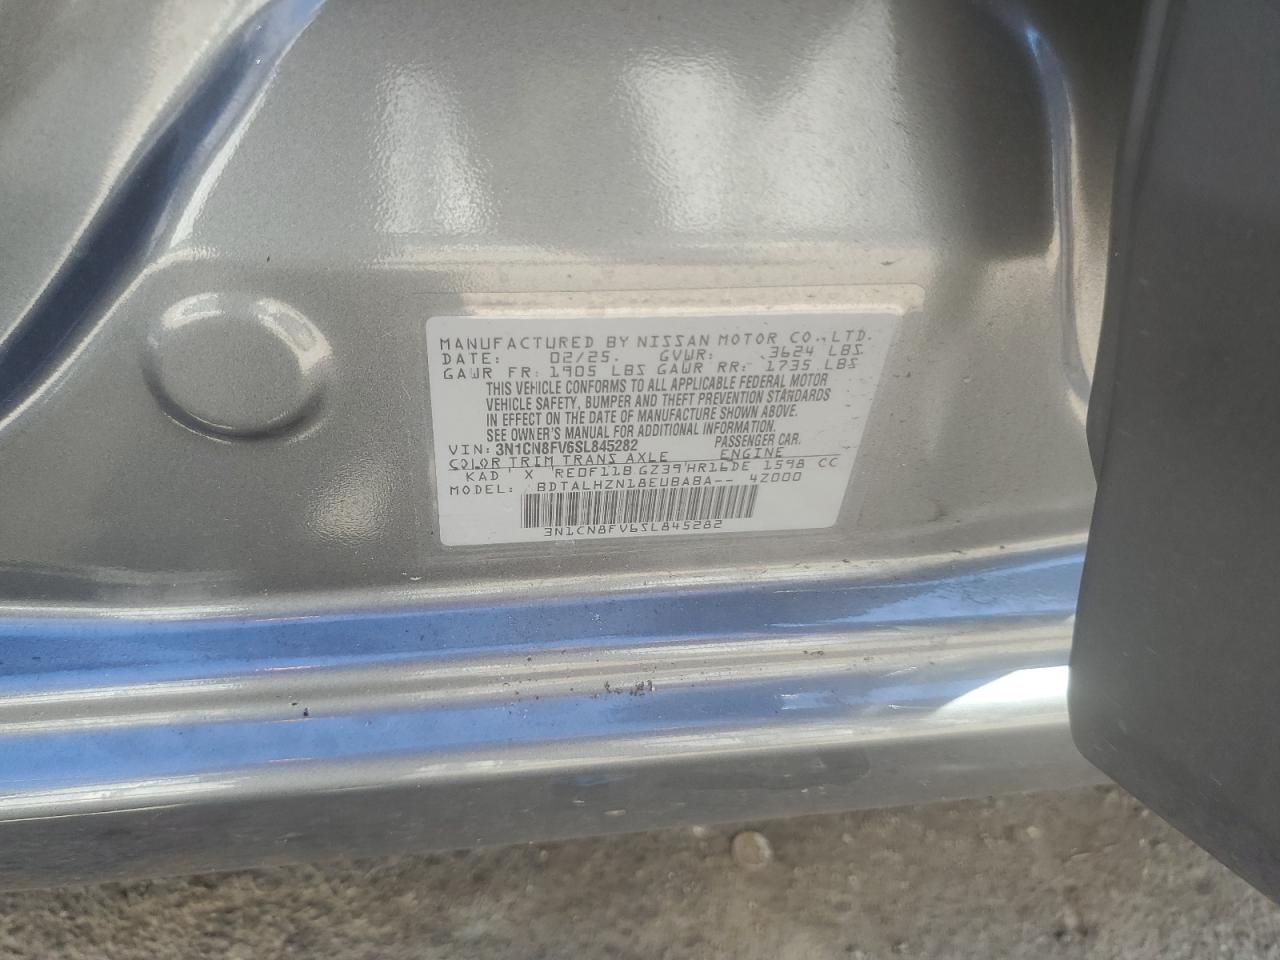 MANUFACTURED BY NISSAN MOTOR CO., LTD.
DATE: 02/25. GVWR: 3624 LBS
GAWR FR: 1905 LBS GAWR RR: 1735 LBS
THIS VEHICLE CONFORMS TO ALL APPLICABLE FEDERAL MOTOR
VEHICLE SAFETY, BUMPER AND THEFT PREVENTION STANDARDS
IN EFFECT ON THE DATE OF MANUFACTURE SHOWN ABOVE.
SEE OWNER'S MANUAL FOR ADDITIONAL INFORMATION.
VIN: 3N1CN8FV6SL845282 PASSENGER CAR.
COLOR TRIM TRANS AXLE ENGINE
KAD X RE0F11B GZ39 HR16DE 1598 CC
MODEL: BDTALHZN18EUBABA-- 4Z000
3N1CN8FV6SL845282